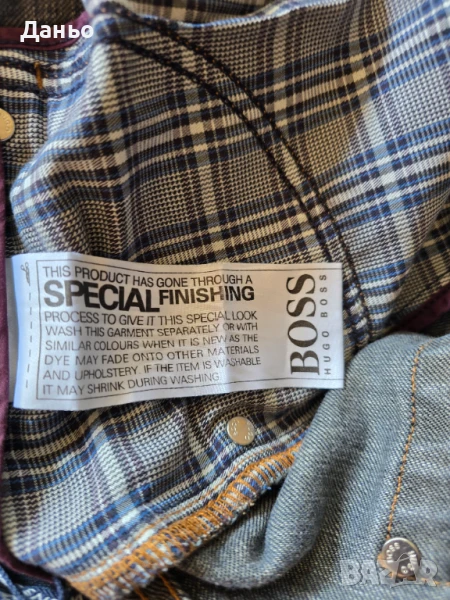 Даньо
THIS PRODUCT HAS GONE THROUGH A
SPECIAL FINISHING
PROCESS TO GIVE IT THIS SPECIAL LOOK
WASH THIS GARMENT SEPARATELY OR WITH
SIMILAR COLOURS WHEN IT IS NEW AS THE
DYE MAY FADE ONTO OTHER MATERIALS
AND UPHOLSTERY. IF THE ITEM IS WASHABLE
IT MAY SHRINK DURING WASHING.
BOSS
HUGO BOSS
BAZAR